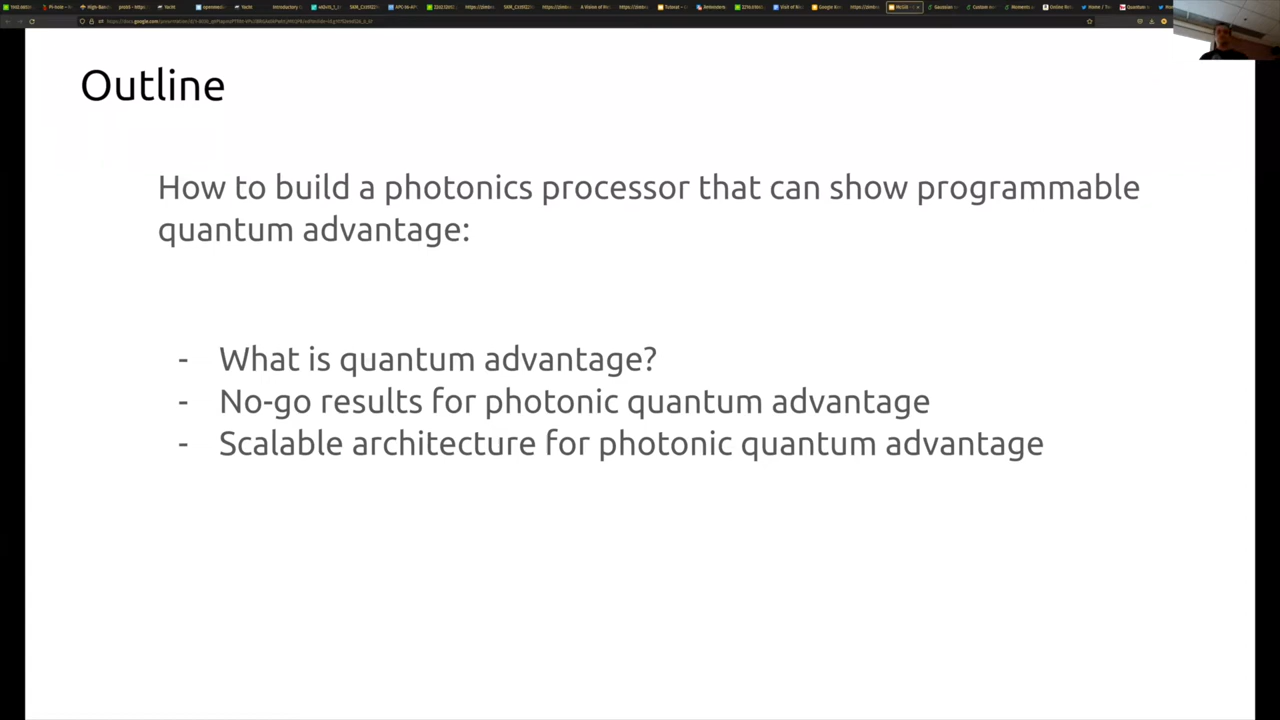 Outline
How to build a photonics processor that can show programmable
quantum advantage:
- What is quantum advantage?
- No-go results for photonic quantum advantage
- Scalable architecture for photonic quantum advantage